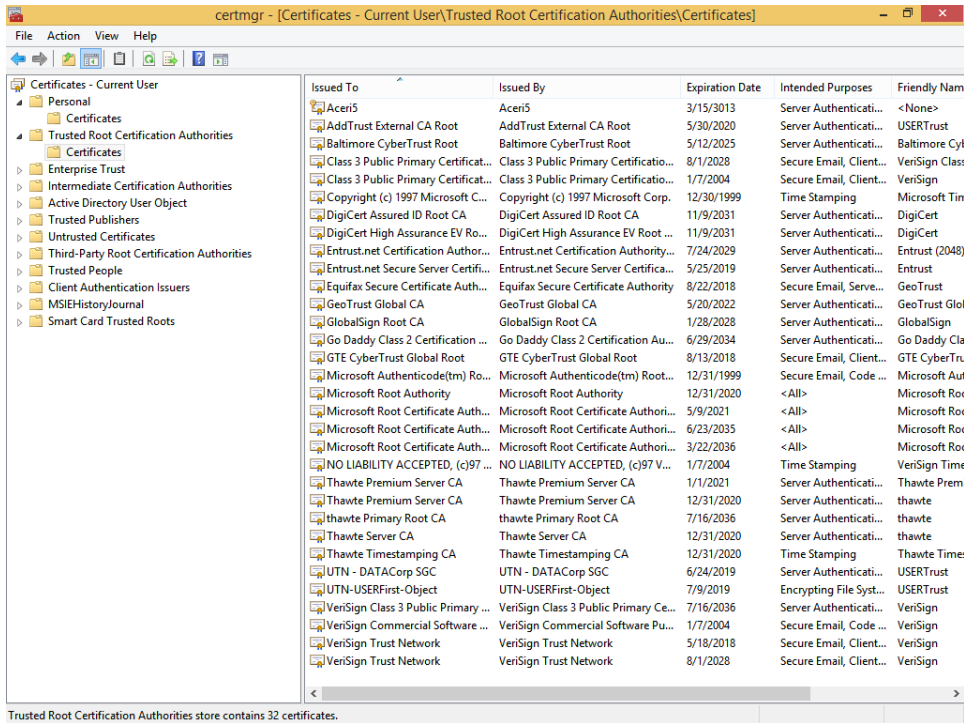 certmgr - [Certificates - Current User\Trusted Root Certification Authorities\Certificates]
File Action View Help
Certificates - Current User
Personal
Certificates
Trusted Root Certification Authorities
Certificates
Enterprise Trust
Intermediate Certification Authorities
Active Directory User Object
Trusted Publishers
Untrusted Certificates
Third-Party Root Certification Authorities
Trusted People
Client Authentication Issuers
MSIEHistoryJournal
Smart Card Trusted Roots
Issued To Issued By Expiration Date Intended Purposes Friendly Nam
Aceri5 Aceri5 3/15/3013 Server Authenticati... <None>
AddTrust External CA Root AddTrust External CA Root 5/30/2020 Server Authenticati... USERTrust
Baltimore CyberTrust Root Baltimore CyberTrust Root 5/12/2025 Server Authenticati... Baltimore Cyb
Class 3 Public Primary Certificat... Class 3 Public Primary Certificatio... 8/1/2028 Secure Email, Client... VeriSign Class
Class 3 Public Primary Certificat... Class 3 Public Primary Certificatio... 1/7/2004 Secure Email, Client... VeriSign
Copyright (c) 1997 Microsoft C... Copyright (c) 1997 Microsoft Corp. 12/30/1999 Time Stamping Microsoft Tim
DigiCert Assured ID Root CA DigiCert Assured ID Root CA 11/9/2031 Server Authenticati... DigiCert
DigiCert High Assurance EV Ro... DigiCert High Assurance EV Root ... 11/9/2031 Server Authenticati... DigiCert
Entrust.net Certification Author... Entrust.net Certification Authority... 7/24/2029 Server Authenticati... Entrust (2048)
Entrust.net Secure Server Certifi... Entrust.net Secure Server Certifica... 5/25/2019 Server Authenticati... Entrust
Equifax Secure Certificate Auth... Equifax Secure Certificate Authority 8/22/2018 Secure Email, Serve... GeoTrust
GeoTrust Global CA GeoTrust Global CA 5/20/2022 Server Authenticati... GeoTrust Glol
GlobalSign Root CA GlobalSign Root CA 1/28/2028 Server Authenticati... GlobalSign
Go Daddy Class 2 Certification ... Go Daddy Class 2 Certification Au... 6/29/2034 Server Authenticati... Go Daddy Cla
GTE CyberTrust Global Root GTE CyberTrust Global Root 8/13/2018 Secure Email, Client... GTE CyberTru
Microsoft Authenticode(tm) Ro... Microsoft Authenticode(tm) Root... 12/31/1999 Secure Email, Code ... Microsoft Aut
Microsoft Root Authority Microsoft Root Authority 12/31/2020 <All> Microsoft Roo
Microsoft Root Certificate Auth... Microsoft Root Certificate Authori... 5/9/2021 <All> Microsoft Roo
Microsoft Root Certificate Auth... Microsoft Root Certificate Authori... 6/23/2035 <All> Microsoft Roo
Microsoft Root Certificate Auth... Microsoft Root Certificate Authori... 3/22/2036 <All> Microsoft Roo
NO LIABILITY ACCEPTED, (c)97 ... NO LIABILITY ACCEPTED, (c)97 V... 1/7/2004 Time Stamping VeriSign Time
Thawte Premium Server CA Thawte Premium Server CA 1/1/2021 Server Authenticati... Thawte Prem
Thawte Premium Server CA Thawte Premium Server CA 12/31/2020 Server Authenticati... thawte
thawte Primary Root CA thawte Primary Root CA 7/16/2036 Server Authenticati... thawte
Thawte Server CA Thawte Server CA 12/31/2020 Server Authenticati... thawte
Thawte Timestamping CA Thawte Timestamping CA 12/31/2020 Time Stamping Thawte Times
UTN - DATACorp SGC UTN - DATACorp SGC 6/24/2019 Server Authenticati... USERTrust
UTN-USERFirst-Object UTN-USERFirst-Object 7/9/2019 Encrypting File Syst... USERTrust
VeriSign Class 3 Public Primary ... VeriSign Class 3 Public Primary Ce... 7/16/2036 Server Authenticati... VeriSign
VeriSign Commercial Software ... VeriSign Commercial Software Pu... 1/7/2004 Secure Email, Code ... VeriSign
VeriSign Trust Network VeriSign Trust Network 5/18/2018 Secure Email, Client... VeriSign
VeriSign Trust Network VeriSign Trust Network 8/1/2028 Secure Email, Client... VeriSign
Trusted Root Certification Authorities store contains 32 certificates.